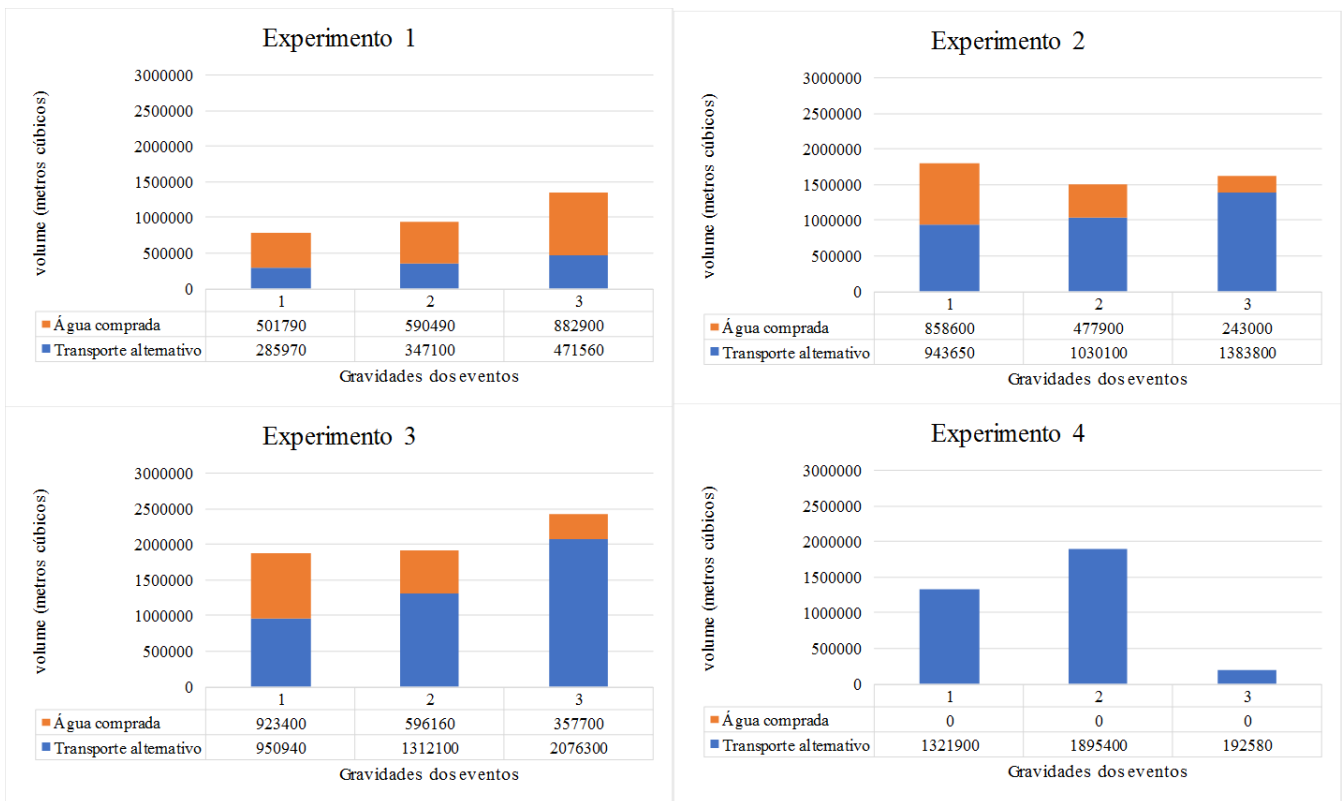 Experimento 1
volume (metros cúbicos)
3000000
2500000
2000000
1500000
1000000
500000
0
1 2 3
Água comprada 501790 590490 882900
Transporte alternativo 285970 347100 471560
Gravidades dos eventos
Experimento 2
volume (metros cúbicos)
3000000
2500000
2000000
1500000
1000000
500000
0
1 2 3
Água comprada 858600 477900 243000
Transporte alternativo 943650 1030100 1383800
Gravidades dos eventos
Experimento 3
volume (metros cúbicos)
3000000
2500000
2000000
1500000
1000000
500000
0
1 2 3
Água comprada 923400 596160 357700
Transporte alternativo 950940 1312100 2076300
Gravidades dos eventos
Experimento 4
volume (metros cúbicos)
3000000
2500000
2000000
1500000
1000000
500000
0
1 2 3
Água comprada 0 0 0
Transporte alternativo 1321900 1895400 192580
Gravidades dos eventos